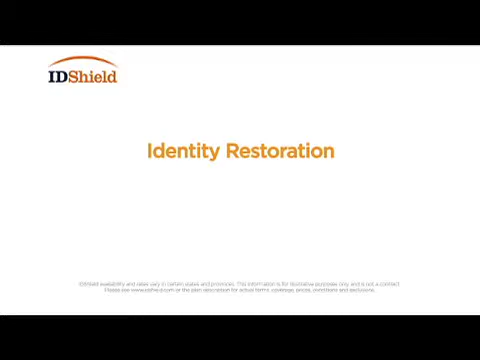 IDShield
Identity Restoration
IDShield availability and rates vary in certain states and provinces. This information is for illustrative purposes only and is not a contract.
Please see www.idshield.com or the plan description for actual terms, coverage, prices, conditions and exclusions.